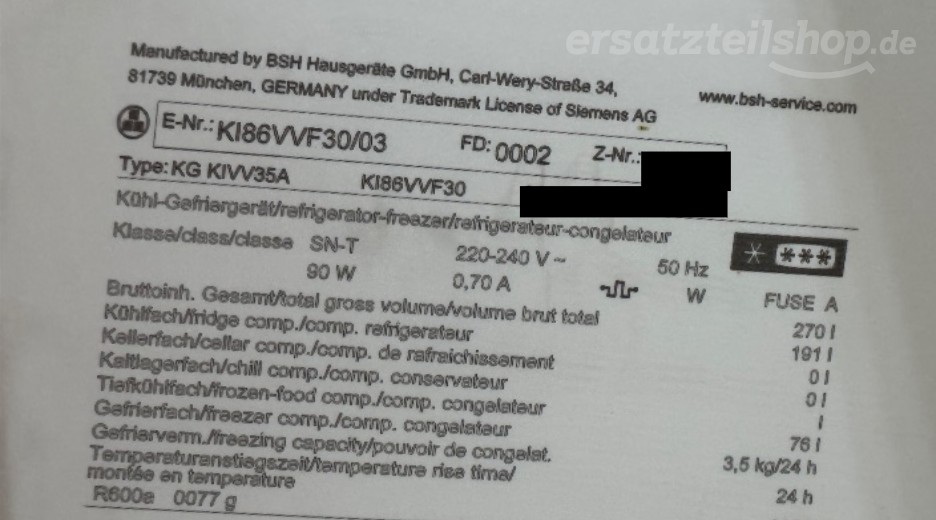 ersatzteilshop.de
Manufactured by BSH Hausgeräte GmbH, Carl-Wery-Straße 34,
81739 München, GERMANY under Trademark License of Siemens AG
www.bsh-service.com
E-Nr.: KI86VVF30/03 FD: 0002 Z-Nr.:
Type: KG KIVV35A KI86VVF30
Kühl-Gefriergerät/refrigerator-freezer/refrigerateur-congelateur
Klasse/class/classe SN-T 220-240 V ~ 50 Hz
90 W 0,70 A W FUSE A
Bruttoinh. Gesamt/total gross volume/volume brut total 270 l
Kühlfach/fridge comp./comp. refrigerateur 191 l
Kellerfach/cellar comp./comp. de rafraichissement 0 l
Kaltlagerfach/chill comp./comp. conservateur 0 l
Tiefkühlfach/frozen-food comp./comp. congelateur l
Gefrierfach/freezer comp./comp. congelateur 76 l
Gefrierverm./freezing capacity/pouvoir de congelat. 3,5 kg/24 h
Temperaturanstiegszeit/temperature rise time/
montée en temperature 24 h
R600a 0077 g